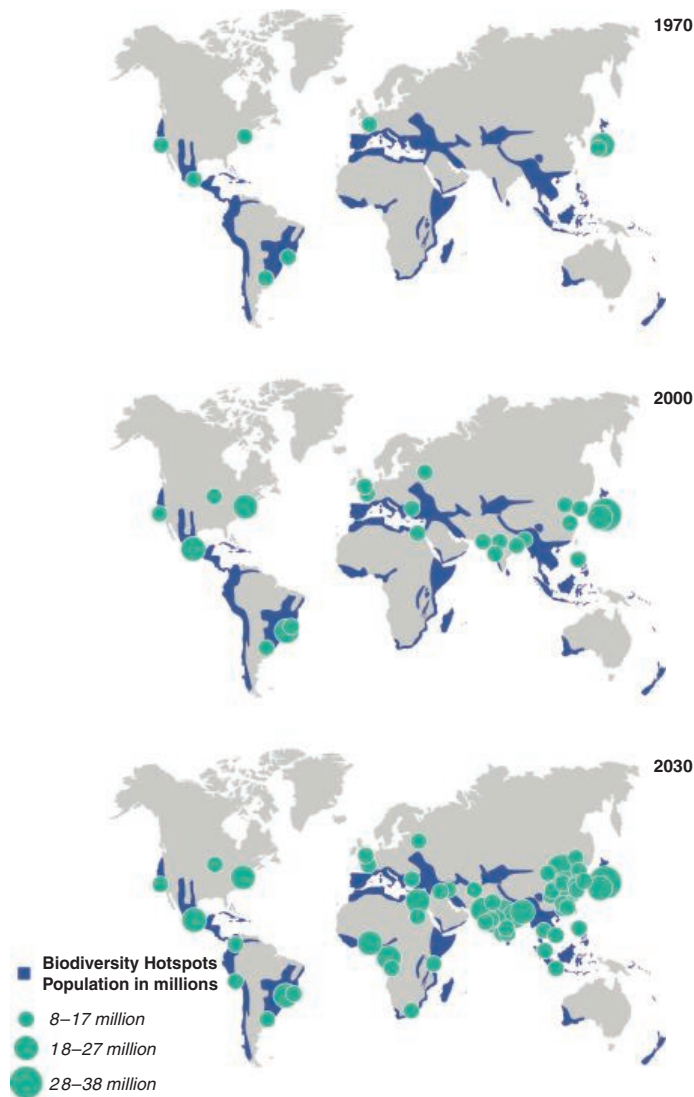 1970
2000
2030
Biodiversity Hotspots
Population in millions
8–17 million
18–27 million
28–38 million